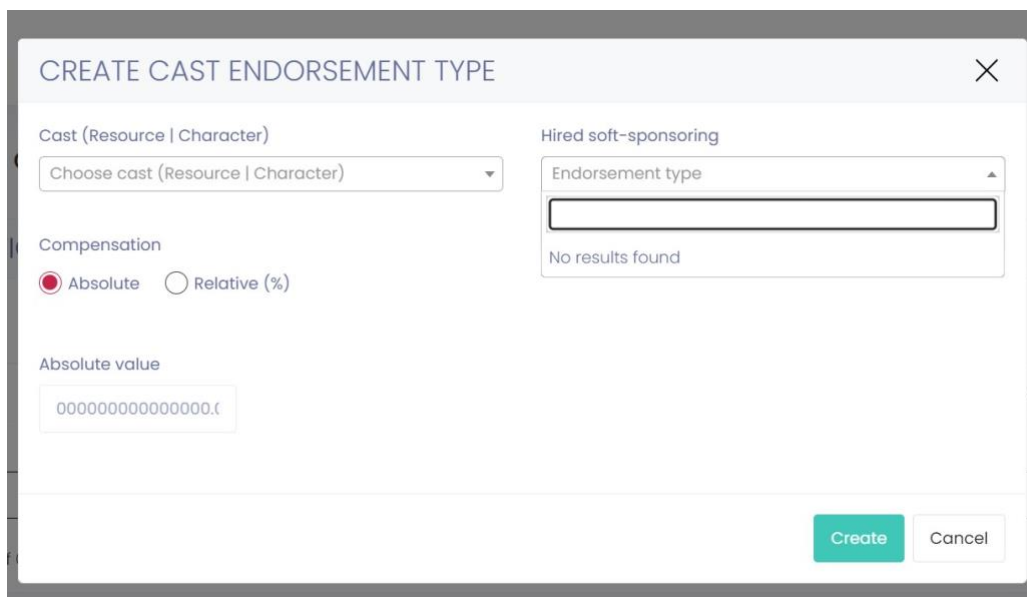 CREATE CAST ENDORSEMENT TYPE
Cast (Resource | Character)
Choose cast (Resource | Character)
Hired soft-sponsoring
Endorsement type
No results found
Compensation
Absolute
Relative (%)
Absolute value
000000000000000.
Create
Cancel